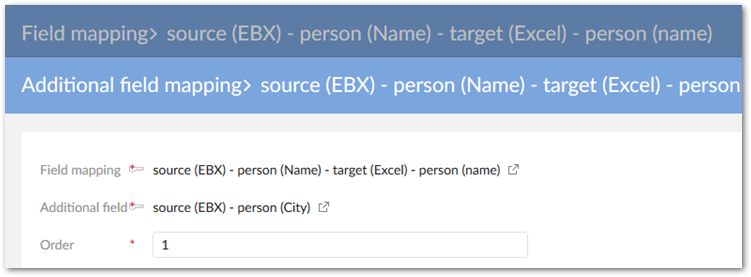 Field mapping> source (EBX) - person (Name) - target (Excel) - person (name)
Additional field mapping> source (EBX) - person (Name) - target (Excel) - person
Field mapping * source (EBX) - person (Name) - target (Excel) - person (name)
Additional field * source (EBX) - person (City)
Order * 1